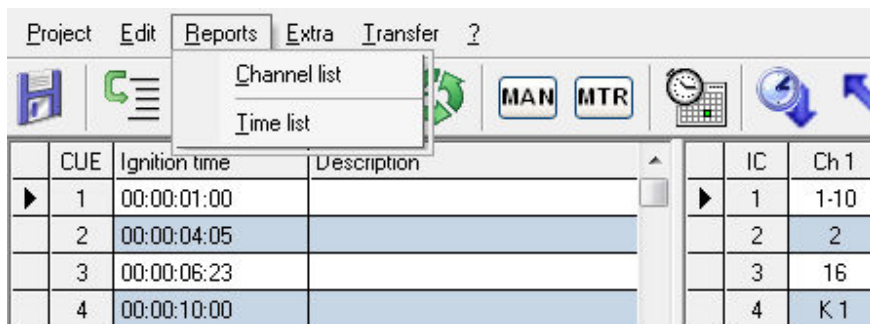 Project Edit Reports Extra Transfer ?
Channel list
Time list
MAN MTR
CUE Ignition time Description IC Ch 1
1 00:00:01:00 1 1-10
2 00:00:04:05 2 2
3 00:00:06:23 3 16
4 00:00:10:00 4 K 1